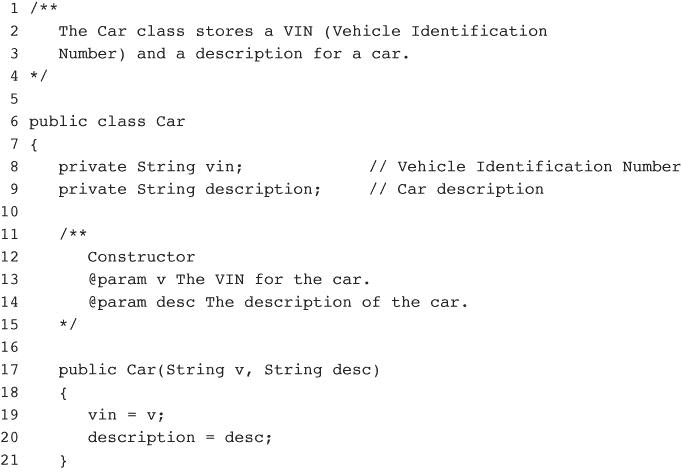 1 /**
2    The Car class stores a VIN (Vehicle Identification
3    Number) and a description for a car.
4 */
5
6 public class Car
7 {
8    private String vin;             // Vehicle Identification Number
9    private String description;     // Car description
10
11    /**
12       Constructor
13       @param v The VIN for the car.
14       @param desc The description of the car.
15    */
16
17    public Car(String v, String desc)
18    {
19       vin = v;
20       description = desc;
21    }